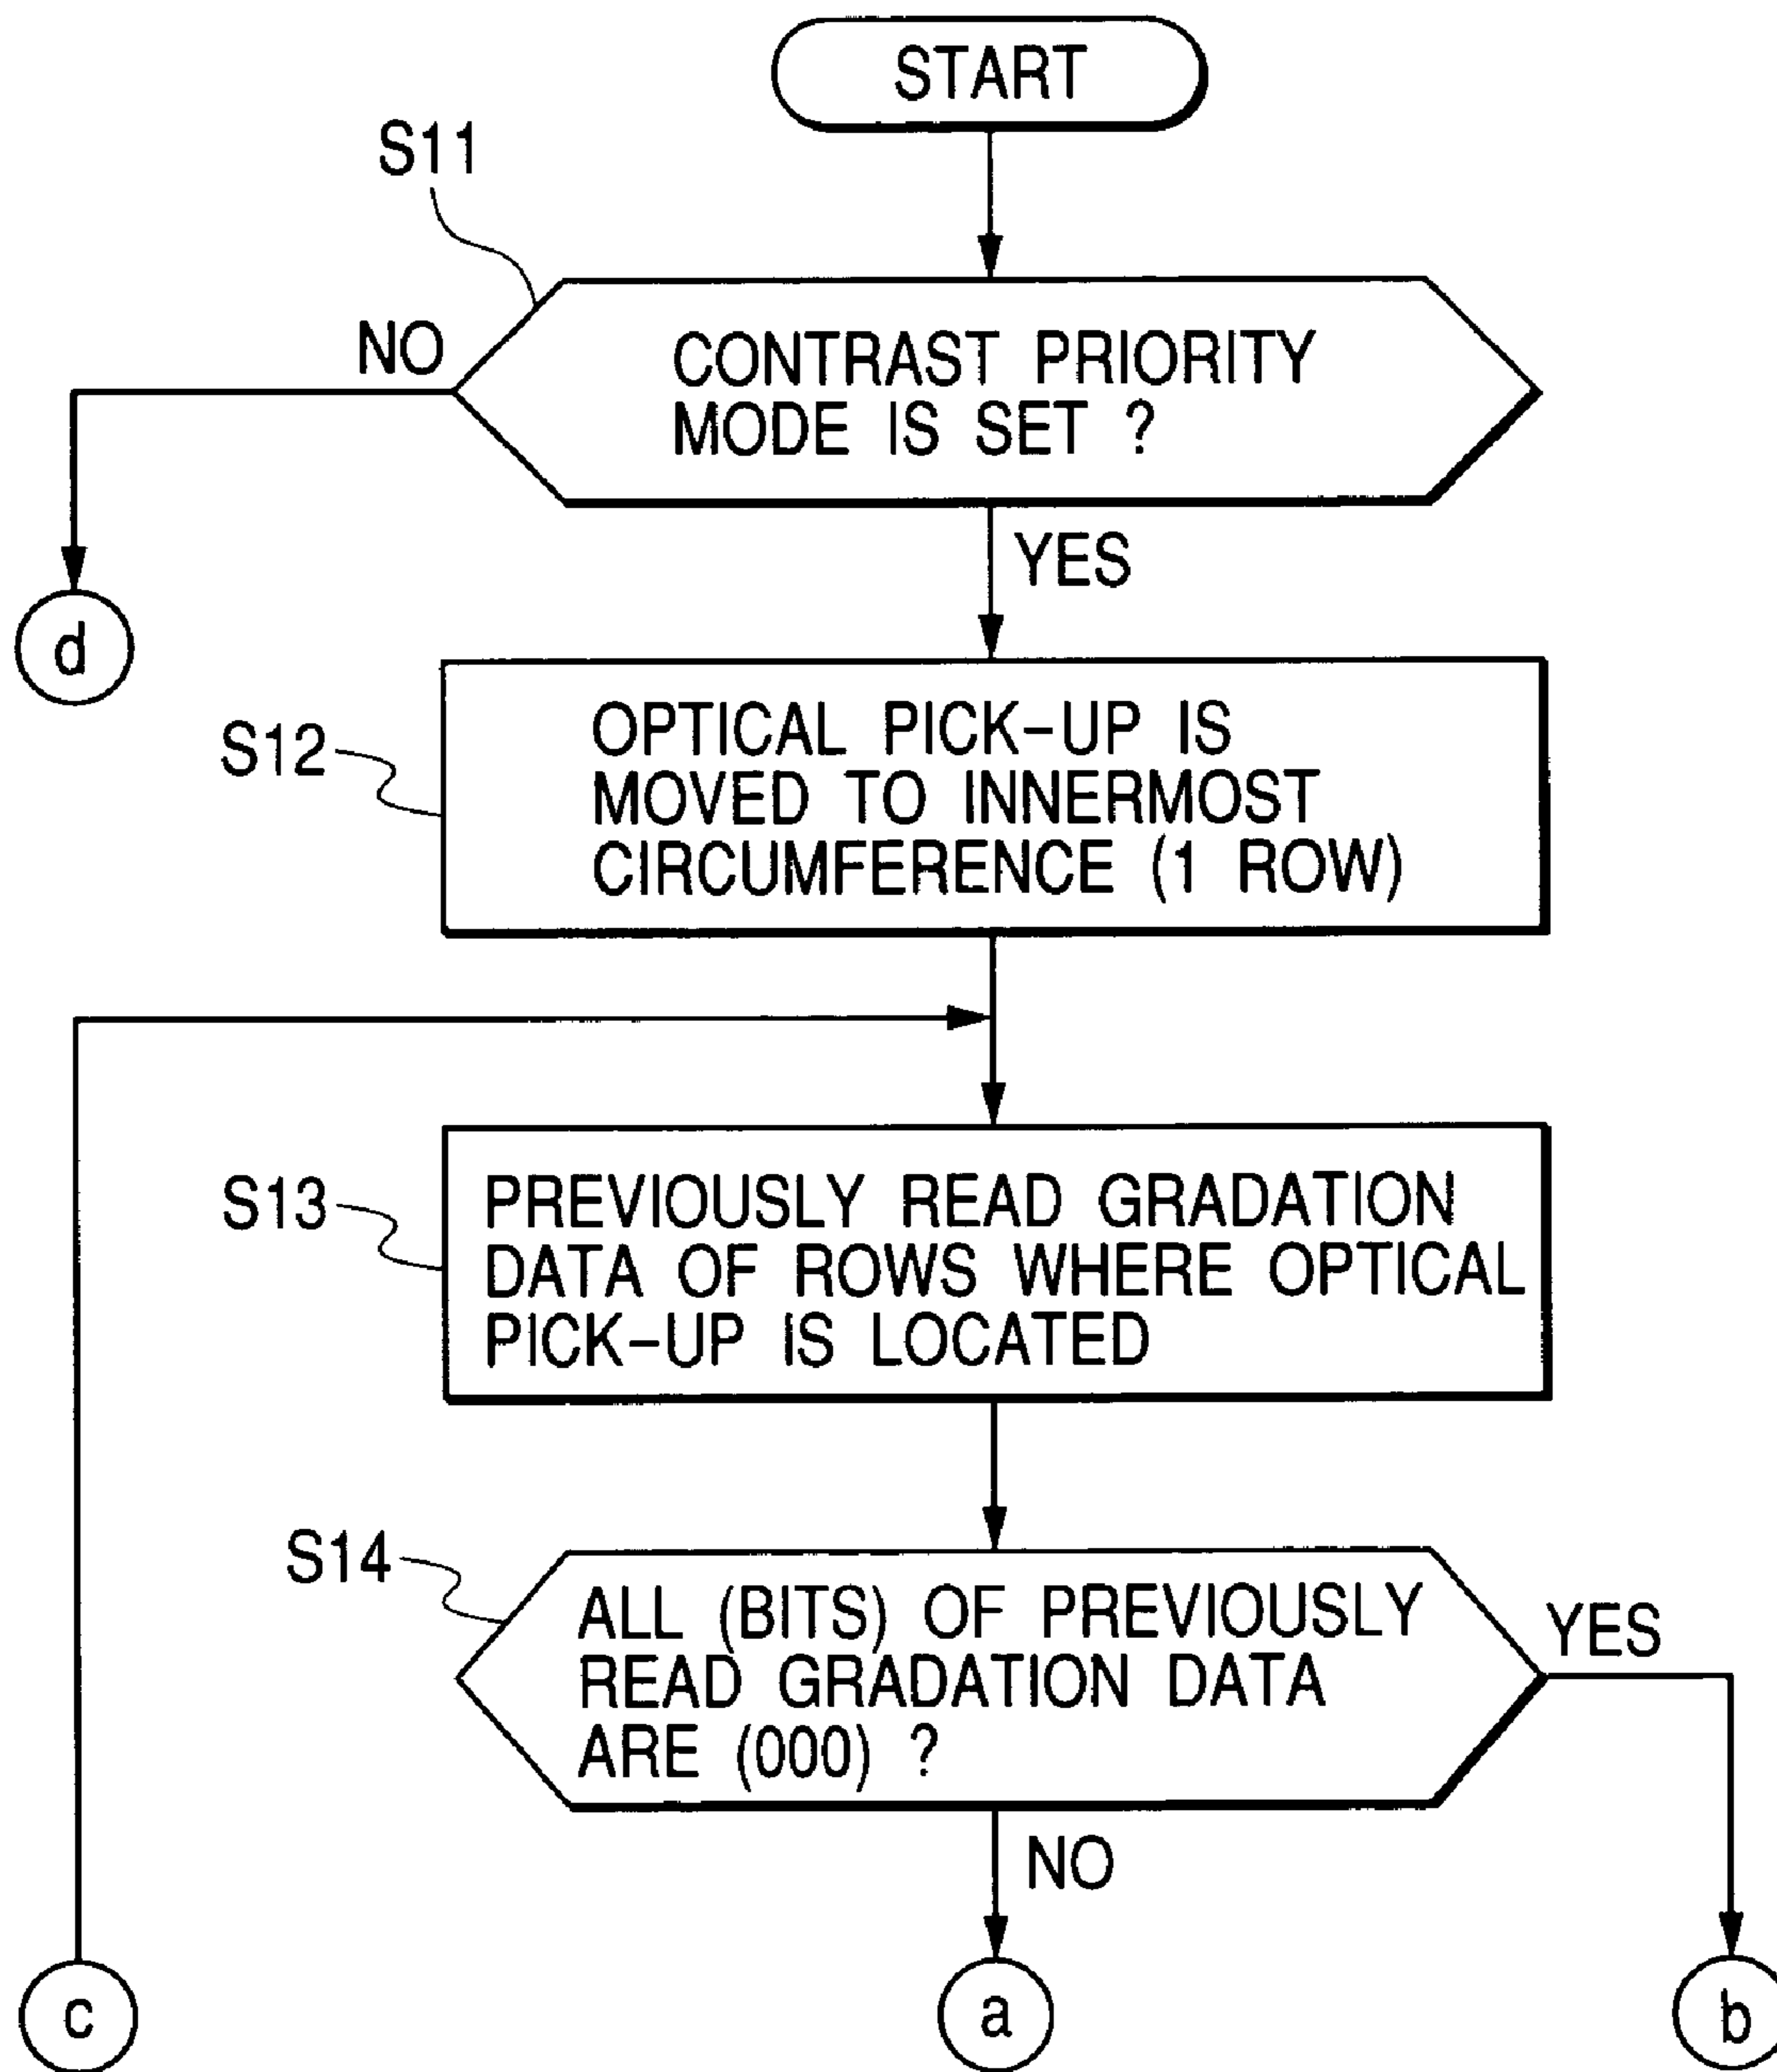 START
S11
NO
CONTRAST PRIORITY
MODE IS SET ?
YES
d
S12
OPTICAL PICK-UP IS
MOVED TO INNERMOST
CIRCUMFERENCE (1 ROW)
S13
PREVIOUSLY READ GRADATION
DATA OF ROWS WHERE OPTICAL
PICK-UP IS LOCATED
S14
ALL (BITS) OF PREVIOUSLY
READ GRADATION DATA
ARE (000) ?
YES
NO
c
a
b